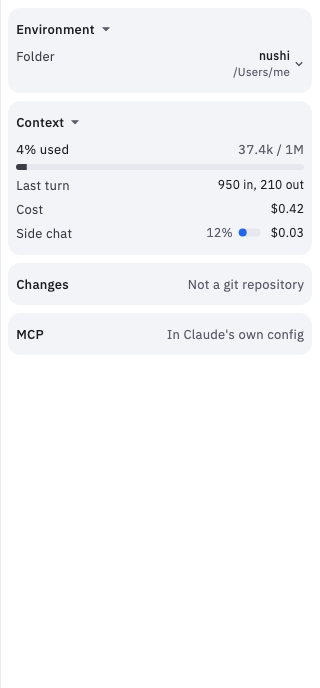 Environment
Folder
nushi
/Users/me
Context
4% used 37.4k / 1M
Last turn 950 in, 210 out
Cost $0.42
Side chat 12% $0.03
Changes Not a git repository
MCP In Claude's own config